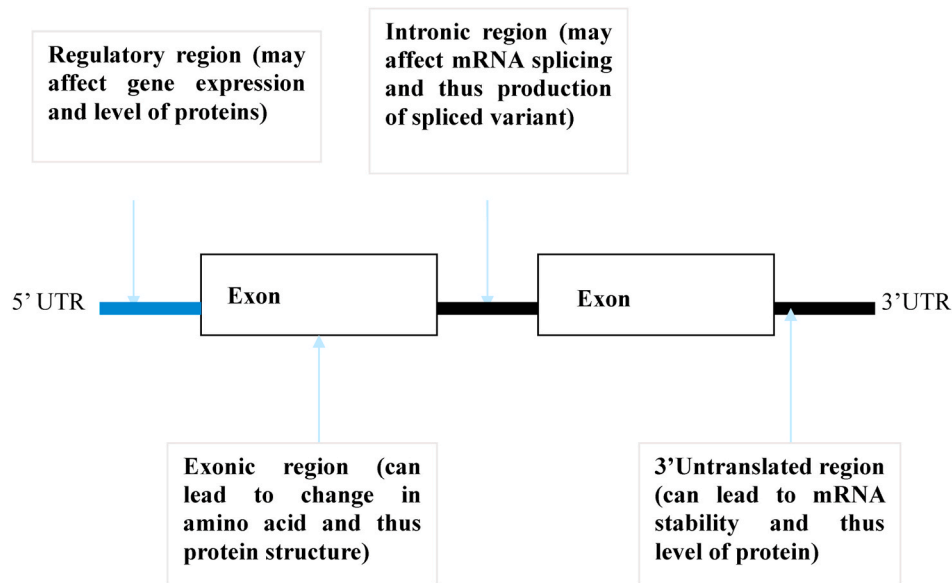 Regulatory region (may
affect gene expression
and level of proteins)
Intronic region (may
affect mRNA splicing
and thus production
of spliced variant)
5’ UTR
Exon
Exon
3’UTR
Exonic region (can
lead to change in
amino acid and thus
protein structure)
3’Untranslated region
(can lead to mRNA
stability and thus
level of protein)